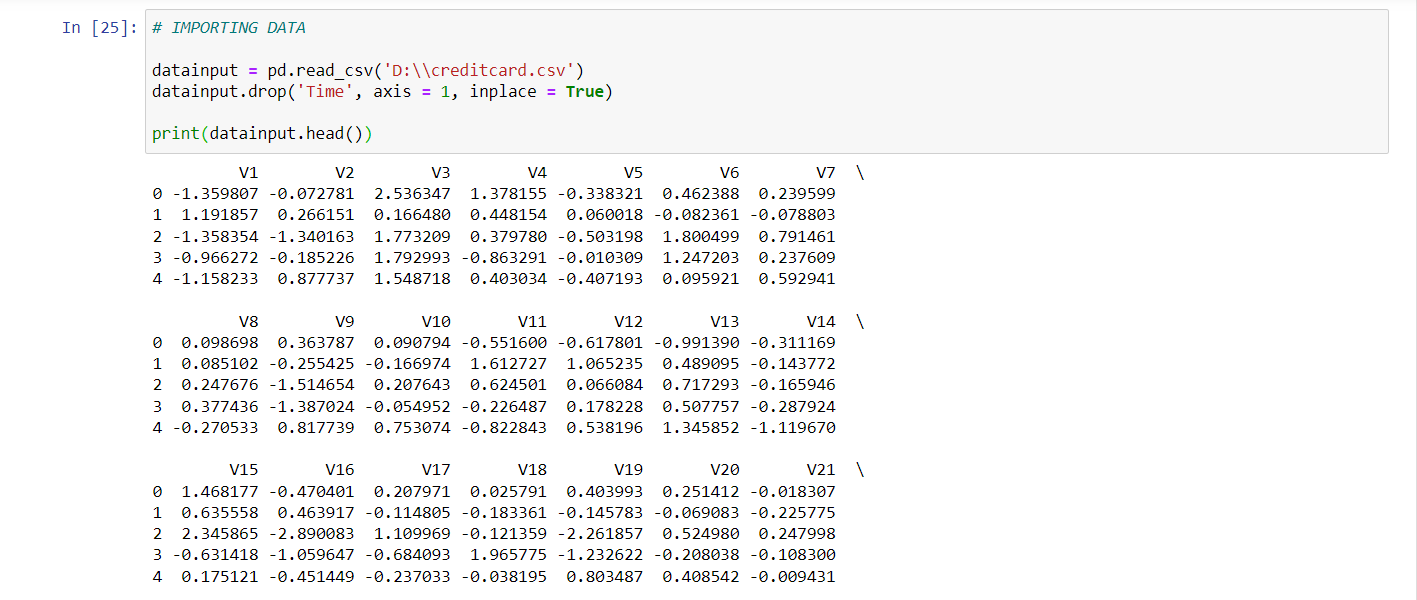 In [25]: # IMPORTING DATA
datainput = pd.read_csv('D:\\creditcard.csv')
datainput.drop('Time', axis = 1, inplace = True)
print(datainput.head())
V1 V2 V3 V4 V5 V6 V7 \
0 -1.359807 -0.072781 2.536347 1.378155 -0.338321 0.462388 0.239599
1 1.191857 0.266151 0.166480 0.448154 0.060018 -0.082361 -0.078803
2 -1.358354 -1.340163 1.773209 0.379780 -0.503198 1.800499 0.791461
3 -0.966272 -0.185226 1.792993 -0.863291 -0.010309 1.247203 0.237609
4 -1.158233 0.877737 1.548718 0.403034 -0.407193 0.095921 0.592941
V8 V9 V10 V11 V12 V13 V14 \
0 0.098698 0.363787 0.090794 -0.551600 -0.617801 -0.991390 -0.311169
1 0.085102 -0.255425 -0.166974 1.612727 1.065235 0.489095 -0.143772
2 0.247676 -1.514654 0.207643 0.624501 0.066084 0.717293 -0.165946
3 0.377436 -1.387024 -0.054952 -0.226487 0.178228 0.507757 -0.287924
4 -0.270533 0.817739 0.753074 -0.822843 0.538196 1.345852 -1.119670
V15 V16 V17 V18 V19 V20 V21 \
0 1.468177 -0.470401 0.207971 0.025791 0.403993 0.251412 -0.018307
1 0.635558 0.463917 -0.114805 -0.183361 -0.145783 -0.069083 -0.225775
2 2.345865 -2.890083 1.109969 -0.121359 -2.261857 0.524980 0.247998
3 -0.631418 -1.059647 -0.684093 1.965775 -1.232622 -0.208038 -0.108300
4 0.175121 -0.451449 -0.237033 -0.038195 0.803487 0.408542 -0.009431